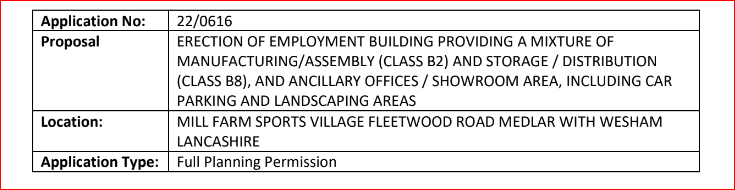 Application No: 22/0616
Proposal ERECTION OF EMPLOYMENT BUILDING PROVIDING A MIXTURE OF
MANUFACTURING/ASSEMBLY (CLASS B2) AND STORAGE / DISTRIBUTION
(CLASS B8), AND ANCILLARY OFFICES / SHOWROOM AREA, INCLUDING CAR
PARKING AND LANDSCAPING AREAS
Location: MILL FARM SPORTS VILLAGE FLEETWOOD ROAD MEDLAR WITH WESHAM
LANCASHIRE
Application Type: Full Planning Permission